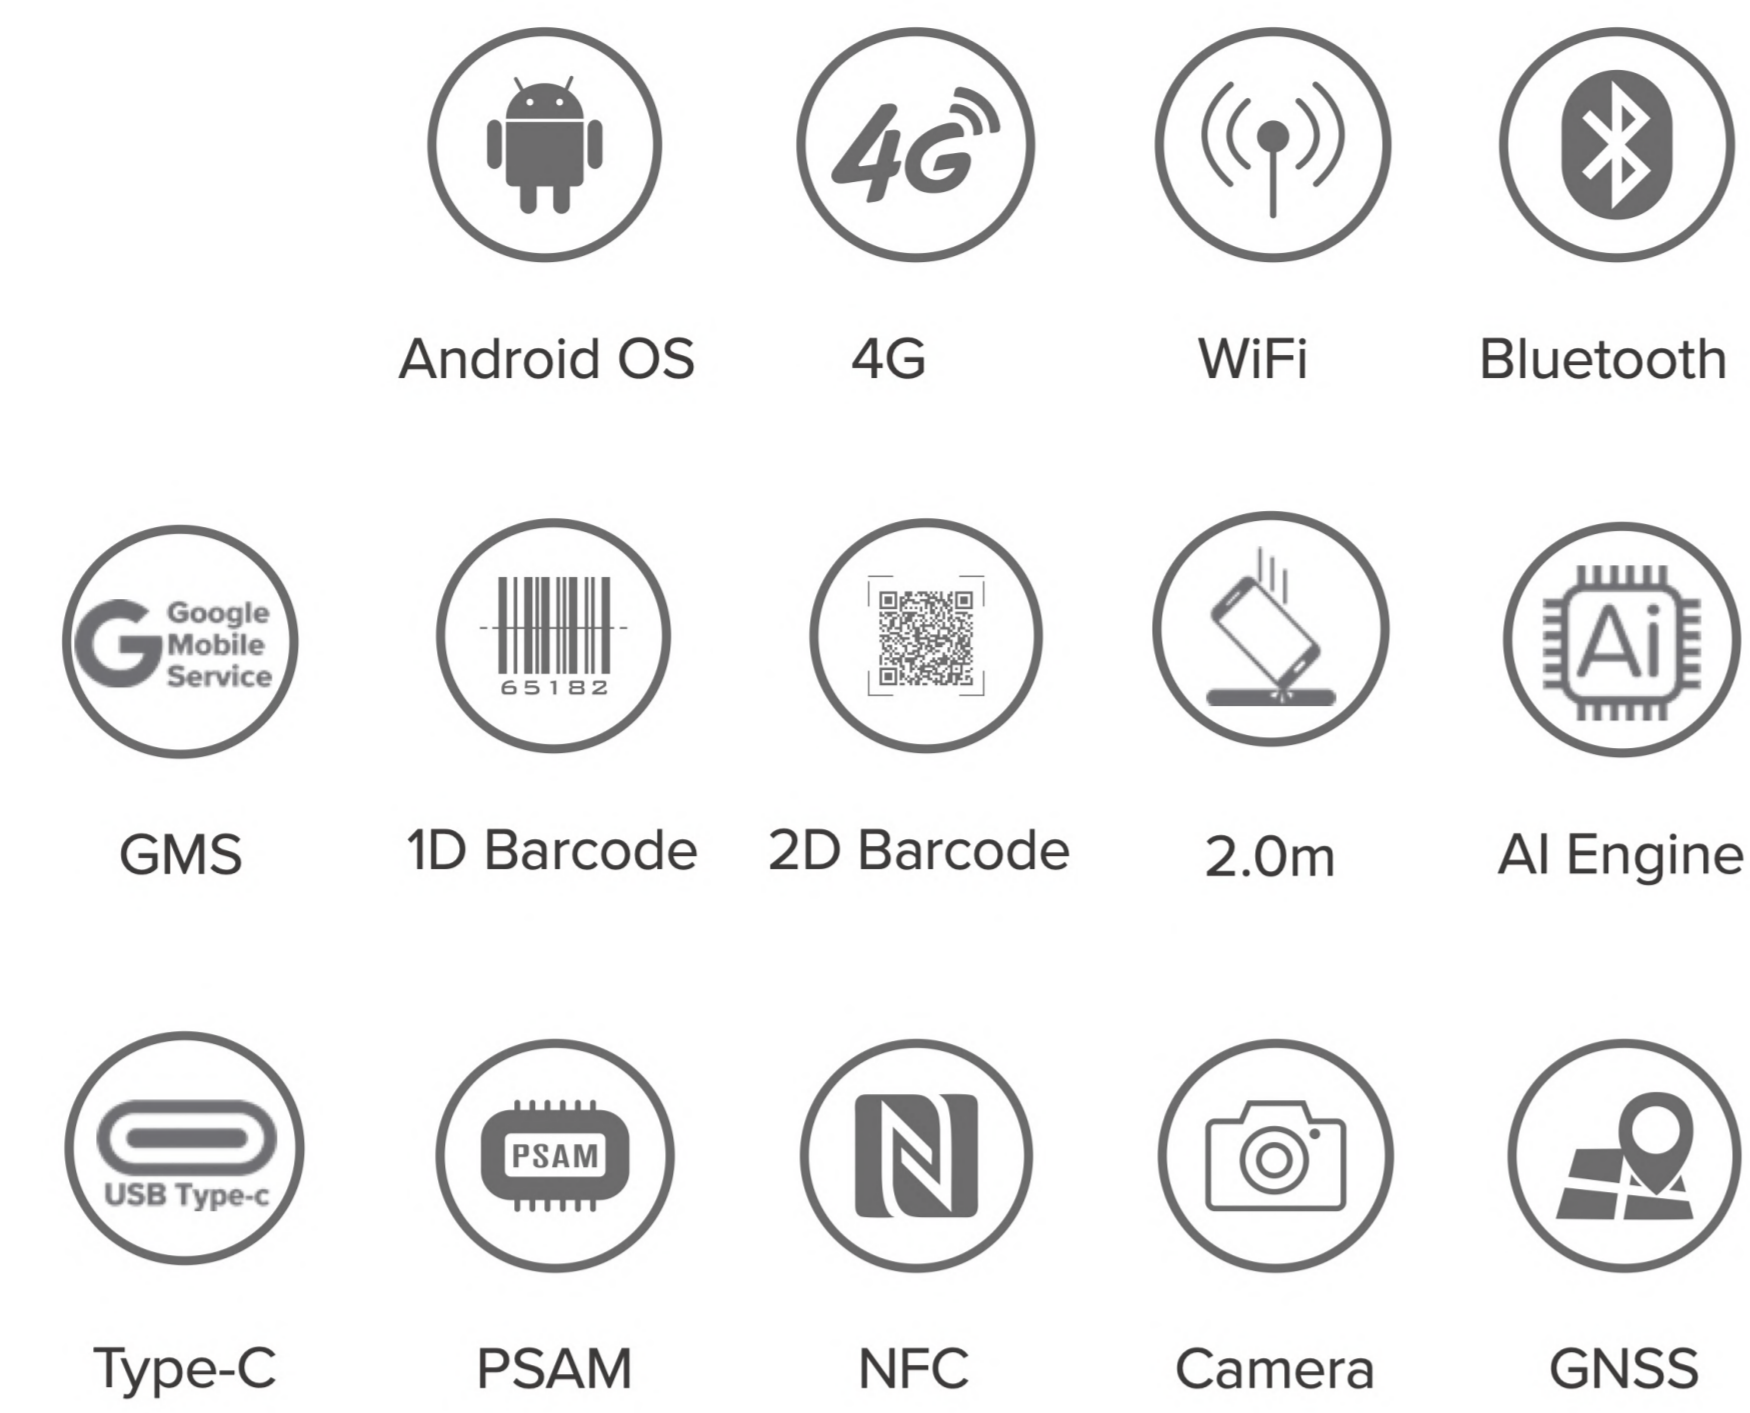 4G
Android OS
4G
WiFi
Bluetooth
Google
Mobile
Service
65182
Ai
GMS
1D Barcode
2D Barcode
2.0m
AI Engine
USB Type-c
PSAM
N
Type-C
PSAM
NFC
Camera
GNSS